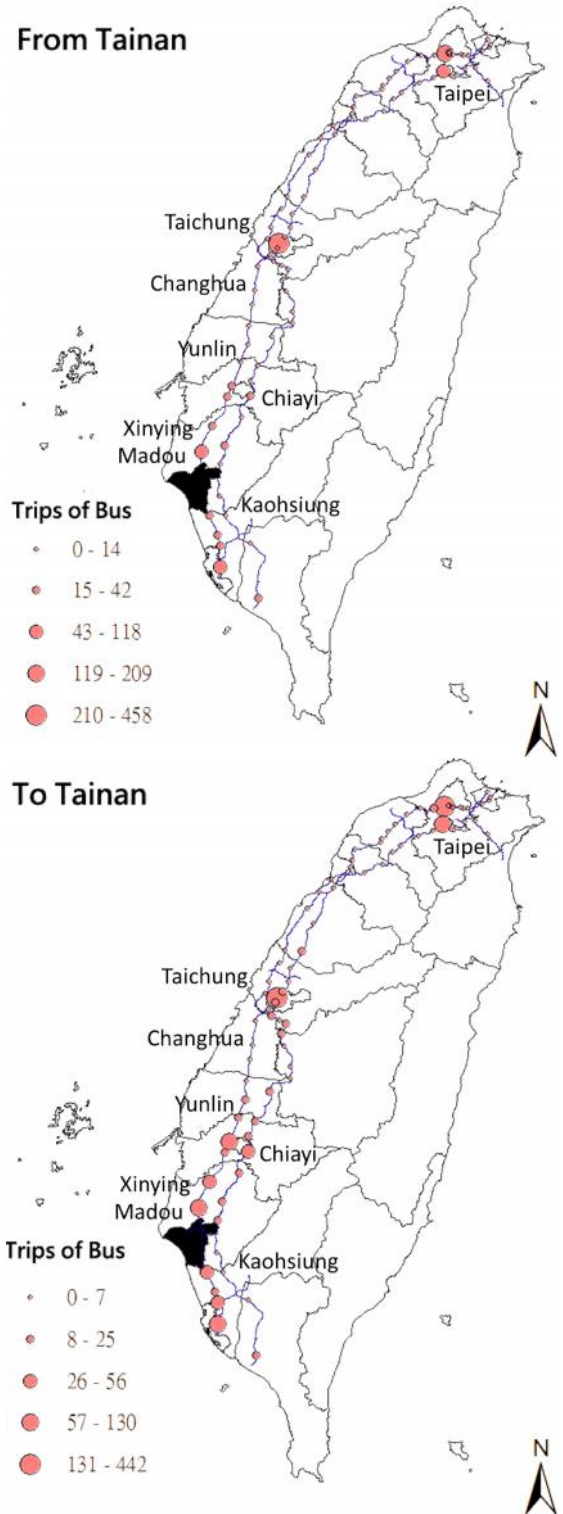 From Tainan
Taipei
Taichung
Changhua
Yunlin
Chiayi
Xinying
Madou
Kaohsiung
Trips of Bus
0 - 14
15 - 42
43 - 118
119 - 209
210 - 458
N
To Tainan
Taipei
Taichung
Changhua
Yunlin
Chiayi
Xinying
Madou
Kaohsiung
Trips of Bus
0 - 7
8 - 25
26 - 56
57 - 130
131 - 442
N